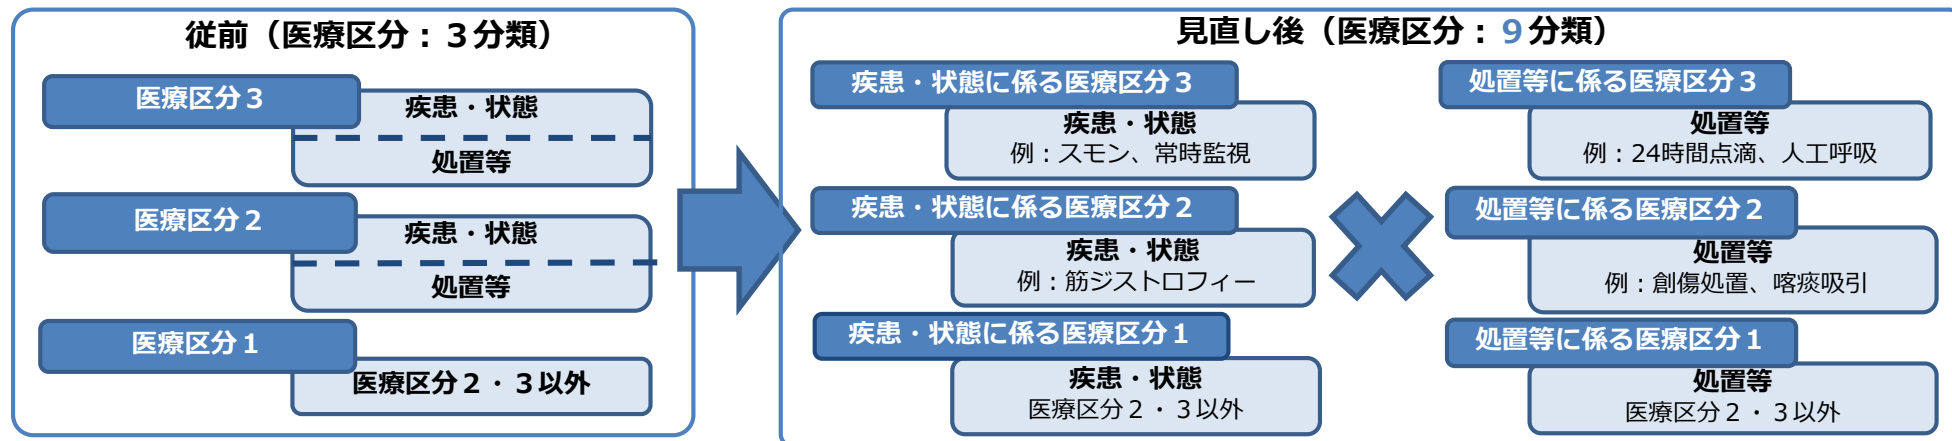 従前（医療区分：３分類）
医療区分３
疾患・状態
処置等
医療区分２
疾患・状態
処置等
医療区分１
医療区分２・３以外
見直し後（医療区分：９分類）
疾患・状態に係る医療区分３
疾患・状態
例：スモン、常時監視
疾患・状態に係る医療区分２
疾患・状態
例：筋ジストロフィー
疾患・状態に係る医療区分１
疾患・状態
医療区分２・３以外
処置等に係る医療区分３
処置等
例：24時間点滴、人工呼吸
処置等に係る医療区分２
処置等
例：創傷処置、喀痰吸引
処置等に係る医療区分１
処置等
医療区分２・３以外